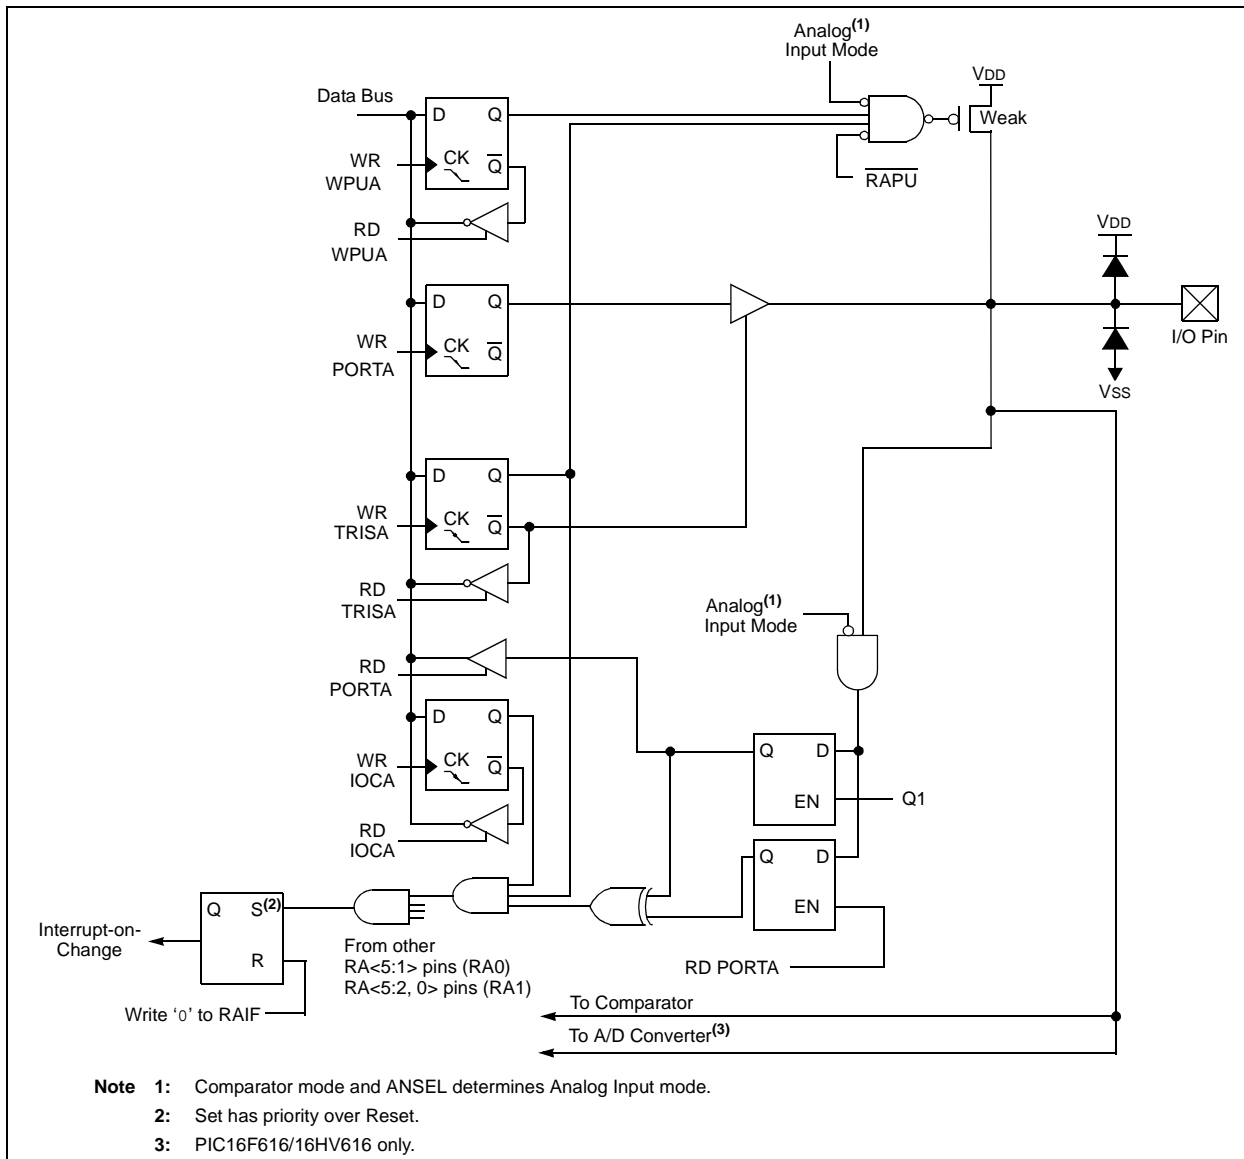 Analog(1)
Input Mode
VDD
Weak
RAPU
Data Bus
D Q
CK Q
WR
WPUA
RD
WPUA
VDD
I/O Pin
VSS
D Q
CK Q
WR
PORTA
D Q
CK Q
WR
TRISA
RD
TRISA
Analog(1)
Input Mode
RD
PORTA
D Q
CK Q
WR
IOCA
RD
IOCA
Q D
EN
Q1
Q D
EN
RD PORTA
Q S(2)
R
Interrupt-on-
Change
Write ‘0’ to RAIF
From other
RA<5:1> pins (RA0)
RA<5:2, 0> pins (RA1)
To Comparator
To A/D Converter(3)
Note 1: Comparator mode and ANSEL determines Analog Input mode.
2: Set has priority over Reset.
3: PIC16F616/16HV616 only.